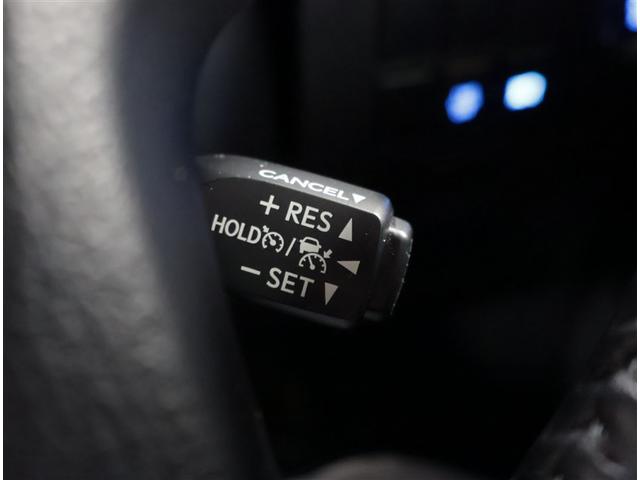 CANCEL▼
+ RES ▲
HOLD / ◀
− SET ▼